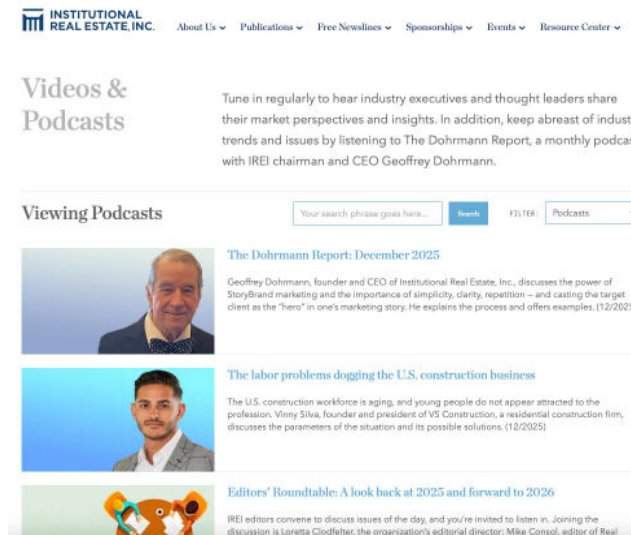 INSTITUTIONAL
REAL ESTATE, INC.
About Us
Publications
Free Newslines
Sponsorships
Events
Resource Center
Videos &
Podcasts
Tune in regularly to hear industry executives and thought leaders share
their market perspectives and insights. In addition, keep abreast of indust
trends and issues by listening to The Dohrmann Report, a monthly podcas
with IREI chairman and CEO Geoffrey Dohrmann.
Viewing Podcasts
Your search phrase goes here...
Search
FILTER:
Podcasts
The Dohrmann Report: December 2025
Geoffrey Dohrmann, founder and CEO of Institutional Real Estate, Inc., discusses the power of
StoryBrand marketing and the importance of simplicity, clarity, repetition – and casting the target
client as the "hero" in one's marketing story. He explains the process and offers examples. (12/2025
The labor problems dogging the U.S. construction business
The U.S. construction workforce is aging, and young people do not appear attracted to the
profession. Vinny Silva, founder and president of VS Construction, a residential construction firm,
discusses the parameters of the situation and its possible solutions. (12/2025)
Editors' Roundtable: A look back at 2025 and forward to 2026
IREI editors convene to discuss issues of the day, and you're invited to listen in. Joining the
discussion is Loretta Clodfelter, the organization's editorial director; Mike Consol, editor of Real